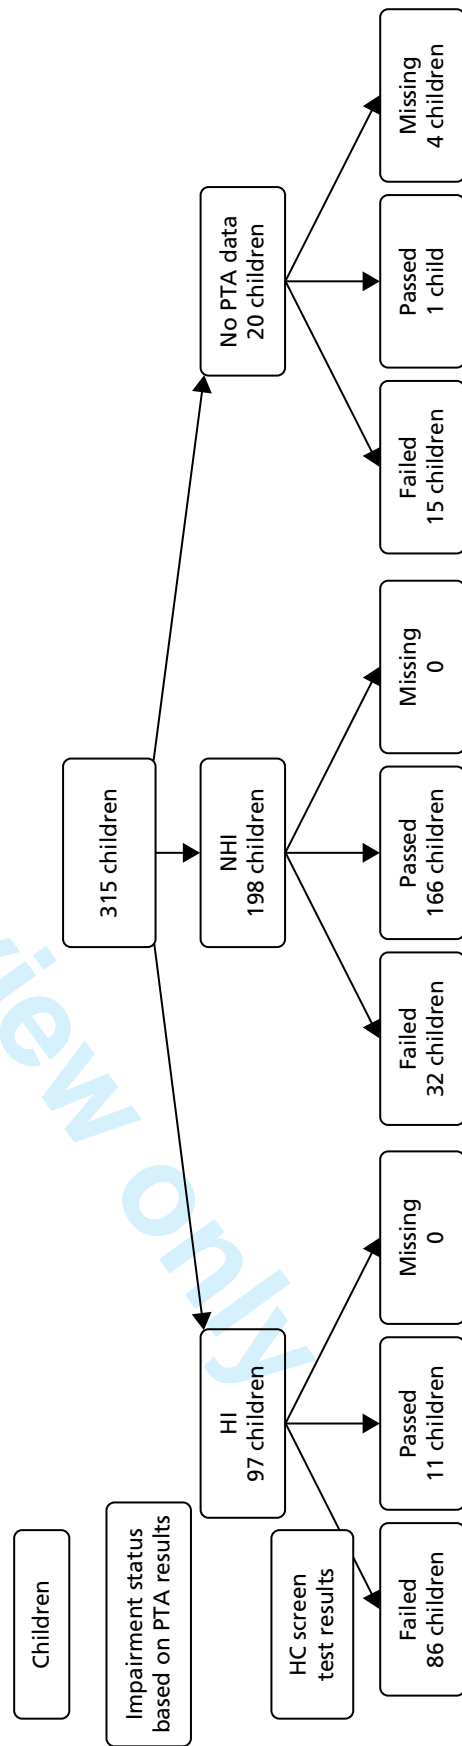 Children
315 children
Impairment status
based on PTA results
HI
97 children
NHI
198 children
No PTA data
20 children
HC screen
test results
Failed
86 children
Passed
11 children
Missing
0
Failed
32 children
Passed
166 children
Missing
0
Failed
15 children
Passed
1 child
Missing
4 children
view only